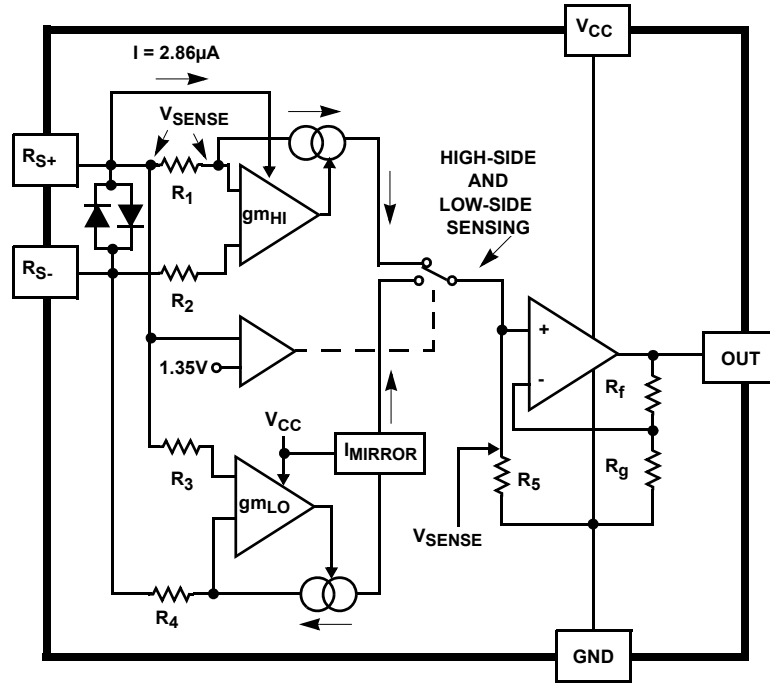 VCC
I = 2.86µA
VSENSE
RS+
R1
gmHI
HIGH-SIDE
AND
LOW-SIDE
SENSING
RS-
R2
+
-
OUT
1.35V
Rf
VCC
IMIRROR
R3
R5
Rg
gmLO
VSENSE
R4
GND